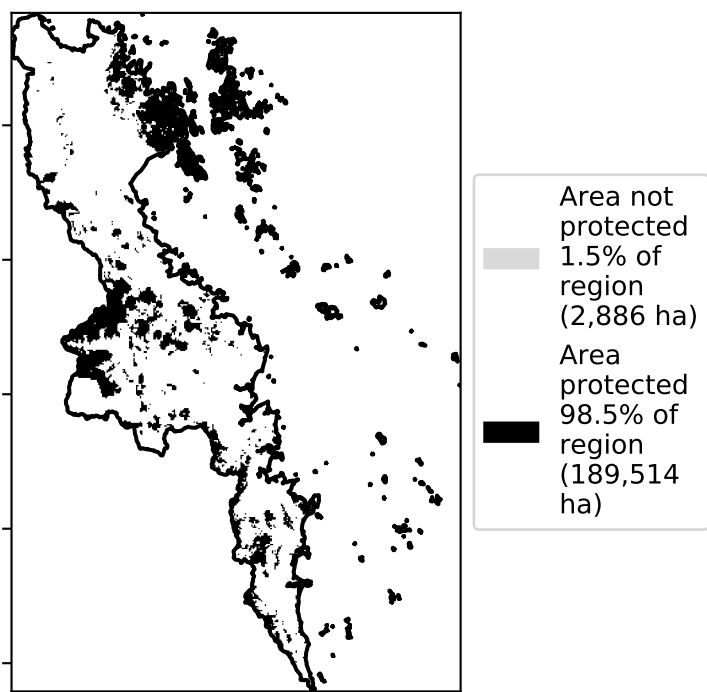 Area not
protected
1.5% of
region
(2,886 ha)
Area
protected
98.5% of
region
(189,514
ha)